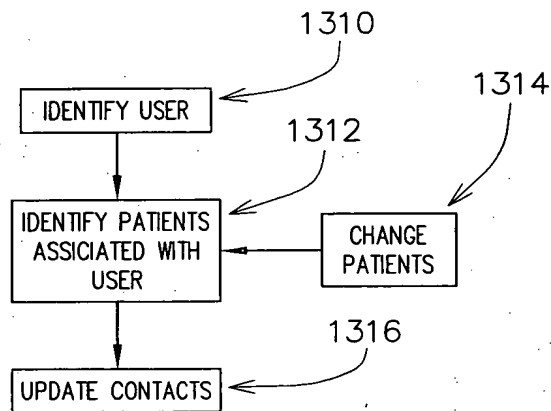 1310
IDENTIFY USER
1314
1312
IDENTIFY PATIENTS
ASSICIATED WITH
USER
CHANGE
PATIENTS
1316
UPDATE CONTACTS